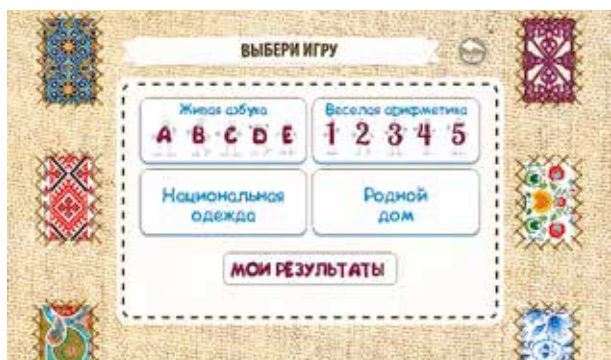 ВЫБЕРИ ИГРУ
Живая азбука
A B C D E
Веселая арифметика
1 2 3 4 5
Национальная
одежда
Родной
дом
МОИ РЕЗУЛЬТАТЫ